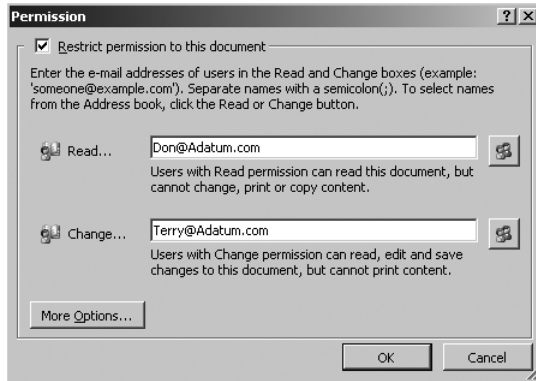 Permission
Restrict permission to this document
Enter the e-mail addresses of users in the Read and Change boxes (example:
'someone@example.com'). Separate names with a semicolon(;). To select names
from the Address book, click the Read or Change button.
Read... Don@Adatum.com
Users with Read permission can read this document, but
cannot change, print or copy content.
Change... Terry@Adatum.com
Users with Change permission can read, edit and save
changes to this document, but cannot print content.
More Options...
OK Cancel